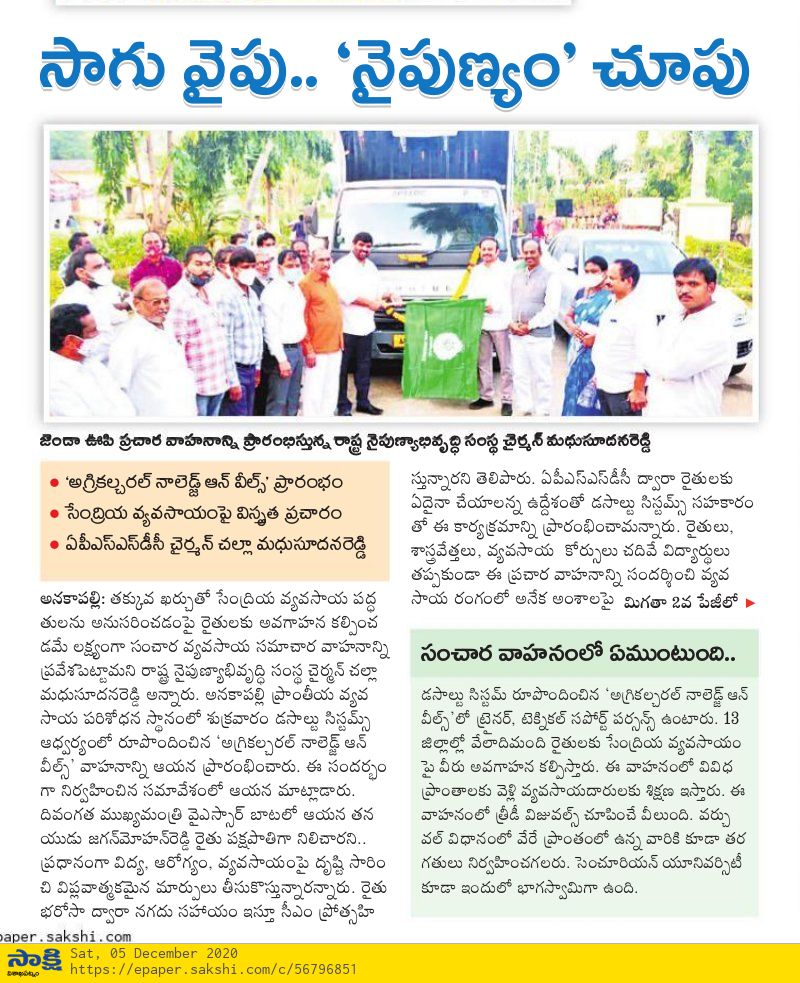 సాగు వైపు.. ‘నైపుణ్యం’ చూపు
జెండా ఊపి ప్రచార వాహనాన్ని ప్రారంభిస్తున్న రాష్ట్ర నైపుణ్యాభివృద్ధి సంస్థ చైర్మన్ మధుసూదనరెడ్డి
• ‘అగ్రికల్చరల్ నాలెడ్జ్ ఆన్ వీల్స్’ ప్రారంభం
• సేంద్రియ వ్యవసాయంపై విస్తృత ప్రచారం
• ఏపీఎస్ఎస్‌డీసీ చైర్మన్ చల్లా మధుసూదనరెడ్డి
అనకాపల్లి: తక్కువ ఖర్చుతో సేంద్రియ వ్యవసాయ పద్ధ
తులను అనుసరించడంపై రైతులకు అవగాహన కల్పించ
డమే లక్ష్యంగా సంచార వ్యవసాయ సమాచార వాహనాన్ని
ప్రవేశపెట్టామని రాష్ట్ర నైపుణ్యాభివృద్ధి సంస్థ చైర్మన్ చల్లా
మధుసూదనరెడ్డి అన్నారు. అనకాపల్లి ప్రాంతీయ వ్యవ
సాయ పరిశోధన స్థానంలో శుక్రవారం డసాల్టు సిస్టమ్స్
ఆధ్వర్యంలో రూపొందించిన ‘అగ్రికల్చరల్ నాలెడ్జ్ ఆన్
వీల్స్’ వాహనాన్ని ఆయన ప్రారంభించారు. ఈ సందర్భం
గా నిర్వహించిన సమావేశంలో ఆయన మాట్లాడారు.
దివంగత ముఖ్యమంత్రి వైఎస్సార్ బాటలో ఆయన తన
యుడు జగన్‌మోహన్‌రెడ్డి రైతు పక్షపాతిగా నిలిచారని..
ప్రధానంగా విద్య, ఆరోగ్యం, వ్యవసాయంపై దృష్టి సారిం
చి విప్లవాత్మకమైన మార్పులు తీసుకొస్తున్నారన్నారు. రైతు
భరోసా ద్వారా నగదు సహాయం ఇస్తూ సీఎం ప్రోత్సహి
స్తున్నారని తెలిపారు. ఏపీఎస్ఎస్‌డీసీ ద్వారా రైతులకు
ఏదైనా చేయాలన్న ఉద్దేశంతో డసాల్టు సిస్టమ్స్ సహకారం
తో ఈ కార్యక్రమాన్ని ప్రారంభించామన్నారు. రైతులు,
శాస్త్రవేత్తలు, వ్యవసాయ కోర్సులు చదివే విద్యార్థులు
తప్పకుండా ఈ ప్రచార వాహనాన్ని సందర్శించి వ్యవ
సాయ రంగంలో అనేక అంశాలపై మిగతా 2వ పేజీలో ►
సంచార వాహనంలో ఏముంటుంది..
డసాల్టు సిస్టమ్ రూపొందించిన ‘అగ్రికల్చరల్ నాలెడ్జ్ ఆన్
వీల్స్’లో ట్రైనర్, టెక్నికల్ సపోర్ట్ పర్సన్స్ ఉంటారు. 13
జిల్లాల్లో వేలాదిమంది రైతులకు సేంద్రియ వ్యవసాయం
పై వీరు అవగాహన కల్పిస్తారు. ఈ వాహనంలో వివిధ
ప్రాంతాలకు వెళ్లి వ్యవసాయదారులకు శిక్షణ ఇస్తారు. ఈ
వాహనంలో త్రీడీ విజువల్స్ చూపించే వీలుంది. వర్చు
వల్ విధానంలో వేరే ప్రాంతంలో ఉన్న వారికి కూడా తర
గతులు నిర్వహించగలరు. సెంచూరియన్ యూనివర్సిటీ
కూడా ఇందులో భాగస్వామిగా ఉంది.
paper.sakshi.com
సాక్షి
విశాఖపట్నం
Sat, 05 December 2020
https://epaper.sakshi.com/c/56796851